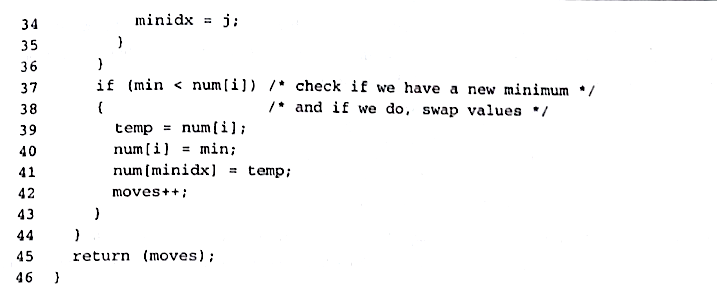 34 minidx = j;
35 }
36 }
37 if (min < num[i]) /* check if we have a new minimum */
38 { /* and if we do, swap values */
39 temp = num[i];
40 num[i] = min;
41 num[minidx] = temp;
42 moves++;
43 }
44 }
45 return (moves);
46 }